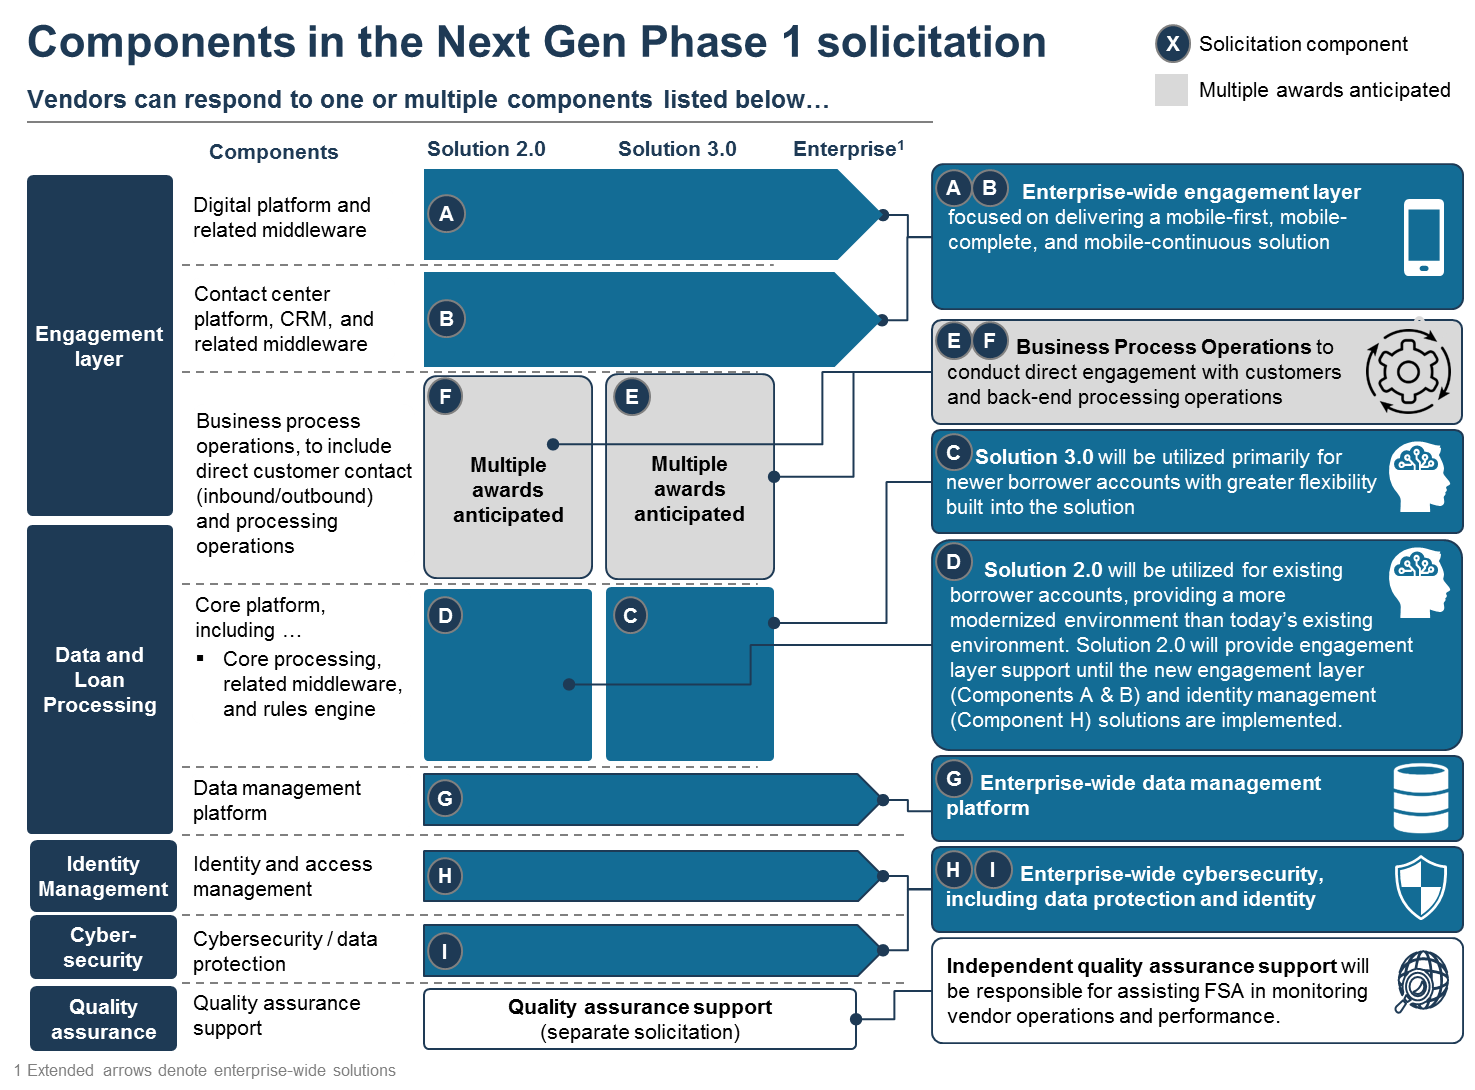 Components in the Next Gen Phase 1 solicitation
X Solicitation component
Multiple awards anticipated
Vendors can respond to one or multiple components listed below…
Components
Solution 2.0
Solution 3.0
Enterprise¹
Engagement
layer
Digital platform and
related middleware
A
Contact center
platform, CRM, and
related middleware
B
Business process
operations, to include
direct customer contact
(inbound/outbound)
and processing
operations
F
Multiple
awards
anticipated
E
Multiple
awards
anticipated
Data and
Loan
Processing
Core platform,
including …
▪ Core processing,
related middleware,
and rules engine
D
C
Data management
platform
G
Identity
Management
Identity and access
management
H
Cyber-
security
Cybersecurity / data
protection
I
Quality
assurance
Quality assurance
support
Quality assurance support
(separate solicitation)
A B Enterprise-wide engagement layer
focused on delivering a mobile-first, mobile-
complete, and mobile-continuous solution
E F Business Process Operations to
conduct direct engagement with customers
and back-end processing operations
C Solution 3.0 will be utilized primarily for
newer borrower accounts with greater flexibility
built into the solution
D Solution 2.0 will be utilized for existing
borrower accounts, providing a more
modernized environment than today’s existing
environment. Solution 2.0 will provide engagement
layer support until the new engagement layer
(Components A & B) and identity management
(Component H) solutions are implemented.
G Enterprise-wide data management
platform
H I Enterprise-wide cybersecurity,
including data protection and identity
Independent quality assurance support will
be responsible for assisting FSA in monitoring
vendor operations and performance.
1 Extended arrows denote enterprise-wide solutions